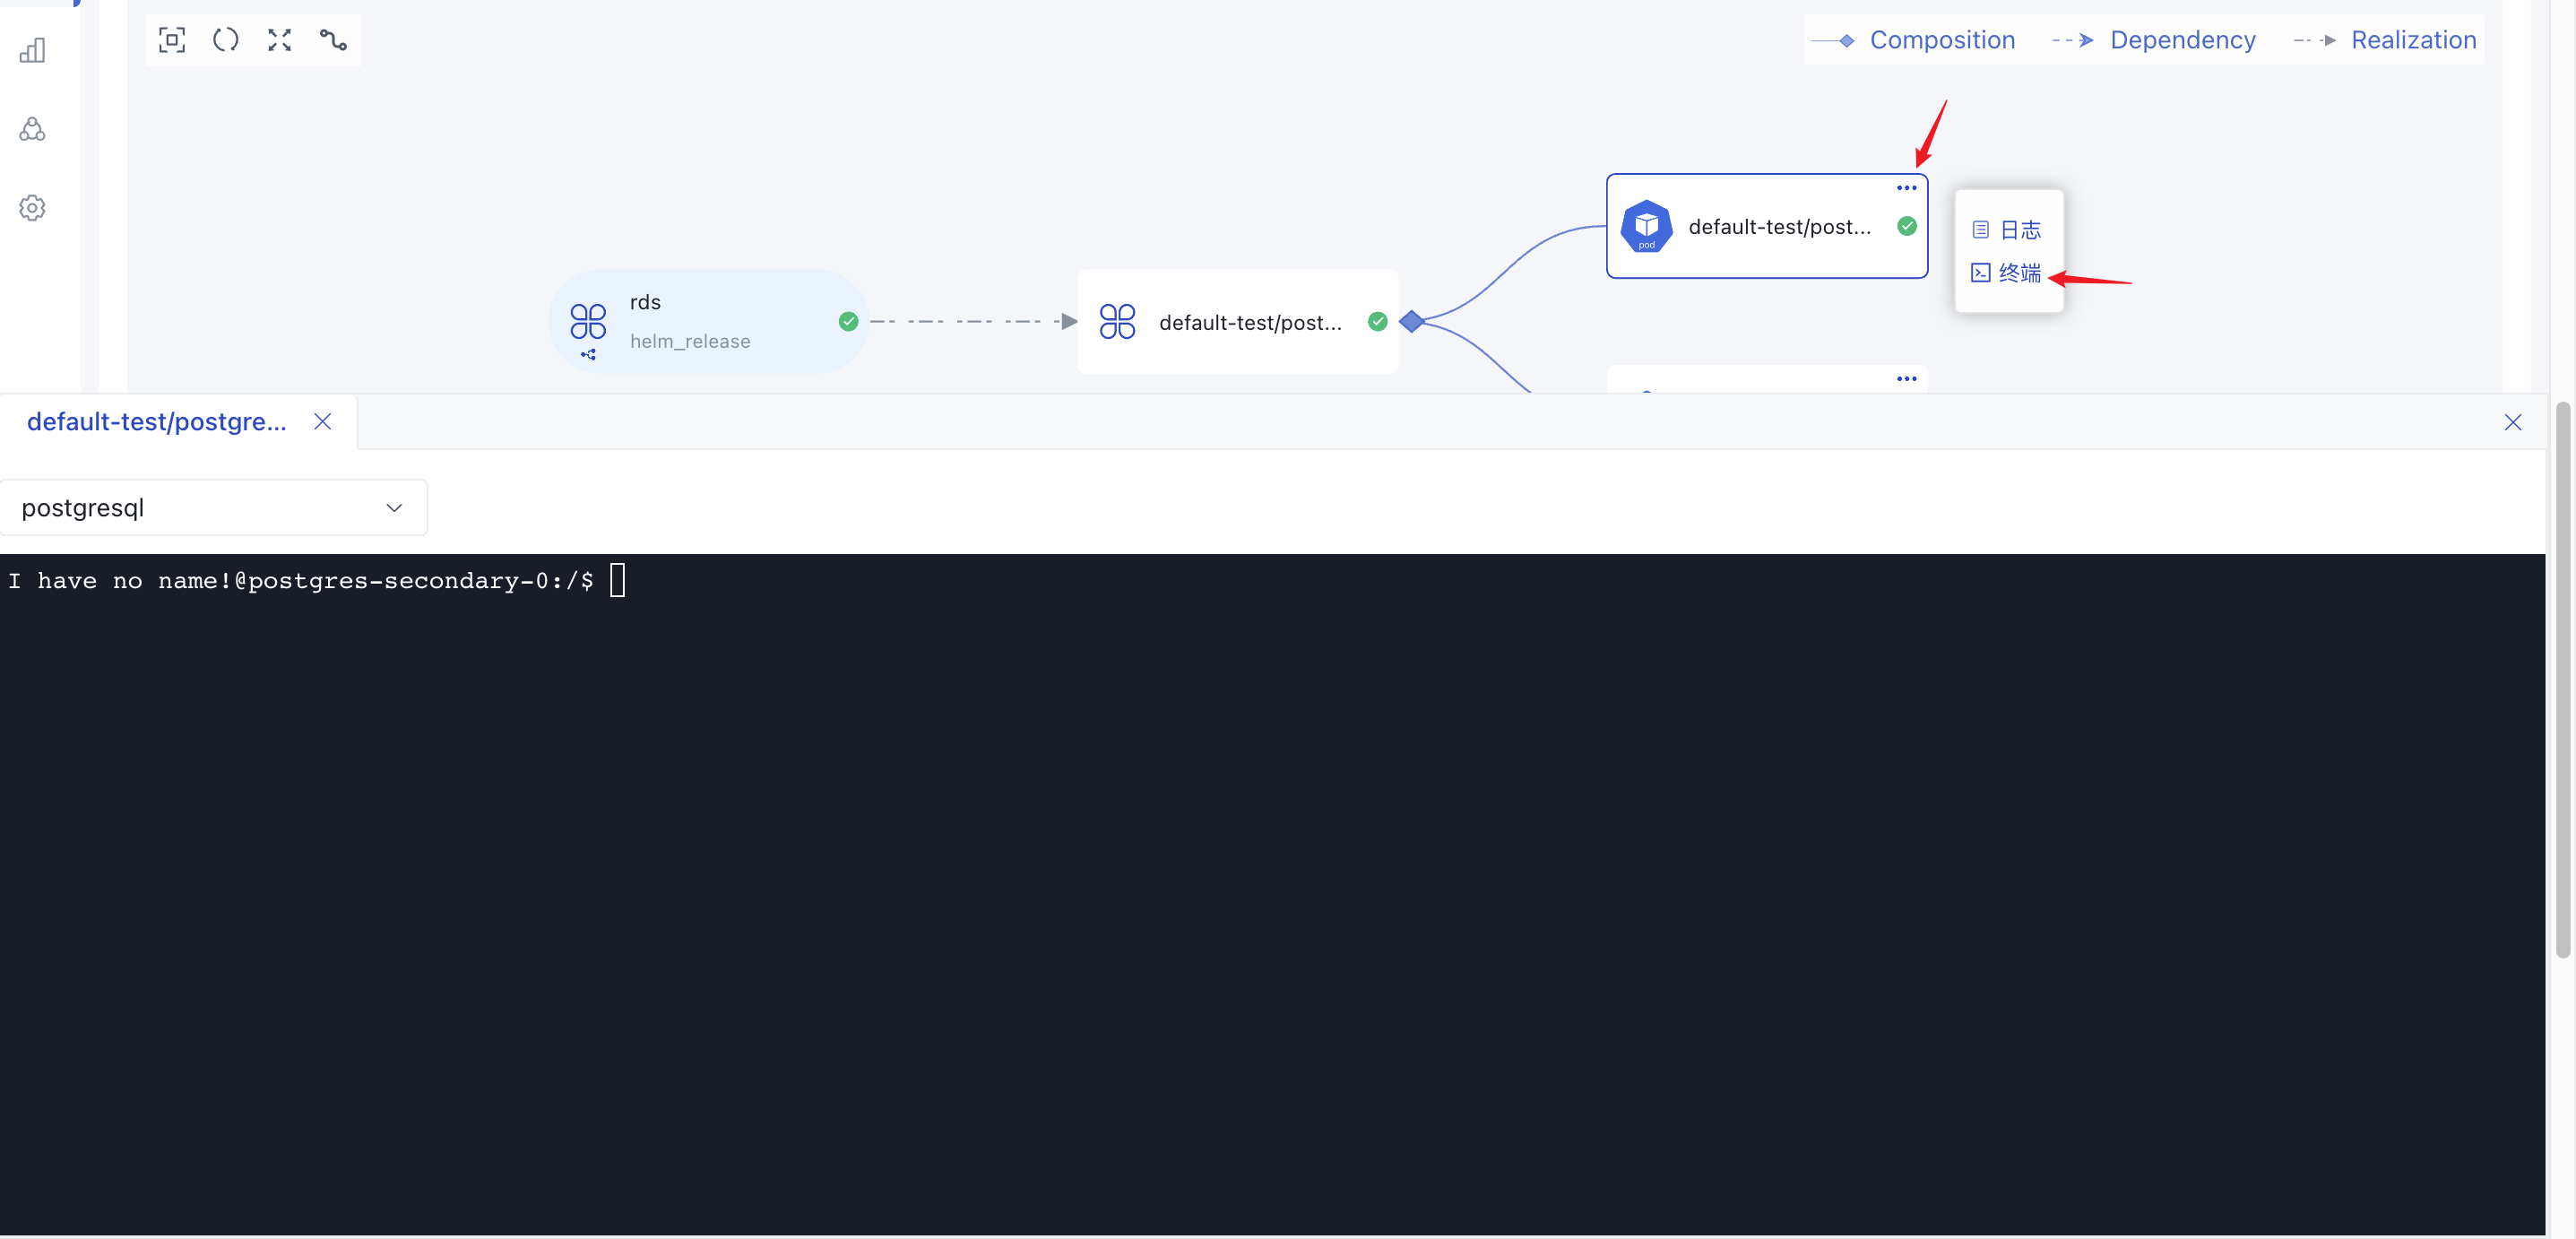 Composition
Dependency
Realization
pod
default-test/post...
日志
终端
rds
helm_release
default-test/post...
default-test/postgre...
postgresql
I have no name!@postgres-secondary-0:/$